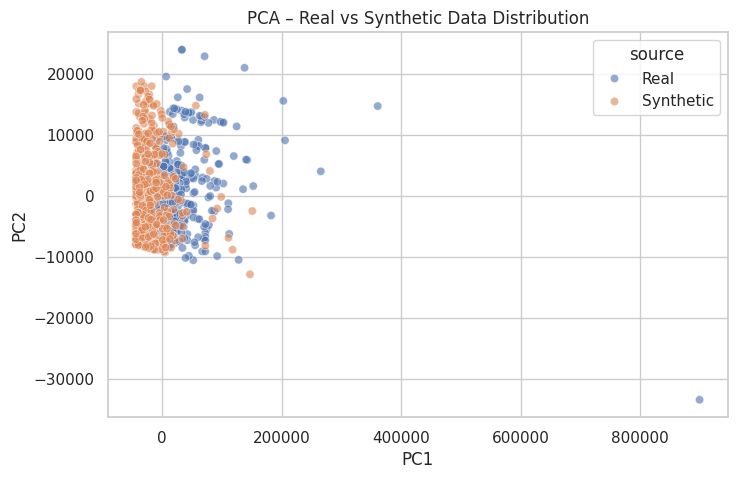 PCA – Real vs Synthetic Data Distribution
source
Real
Synthetic
20000
10000
0
−10000
−20000
−30000
PC2
0
200000
400000
600000
800000
PC1